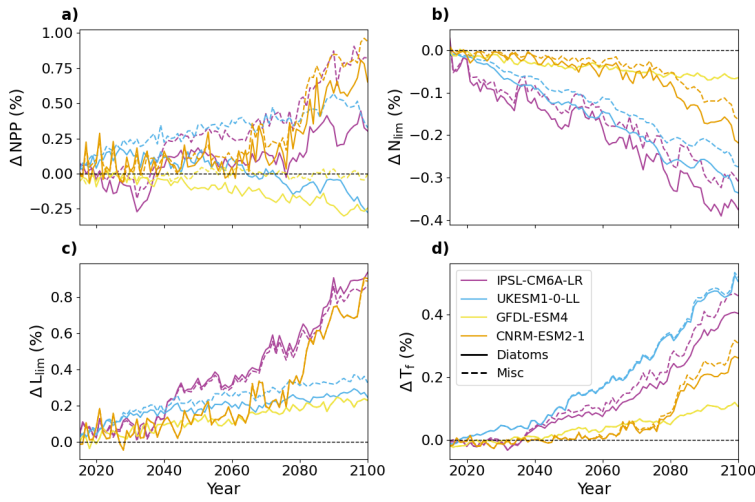 a)
1.00
0.75
0.50
0.25
0.00
−0.25
Δ NPP (%)
b)
0.0
−0.1
−0.2
−0.3
−0.4
Δ Nlim (%)
c)
0.8
0.6
0.4
0.2
0.0
Δ Llim (%)
2020 2040 2060 2080 2100
Year
d)
0.4
0.2
0.0
Δ Tf (%)
IPSL-CM6A-LR
UKESM1-0-LL
GFDL-ESM4
CNRM-ESM2-1
Diatoms
Misc
2020 2040 2060 2080 2100
Year